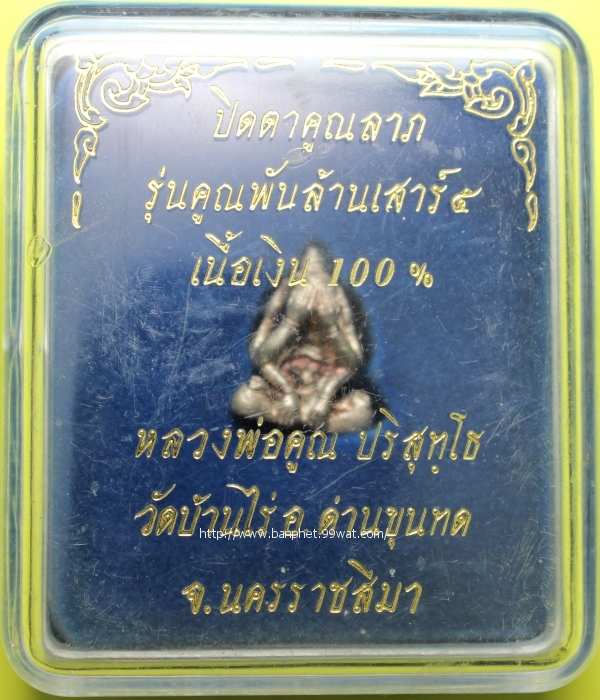 ปิดตาคูณลาภ
รุ่นคูณพันล้านเสาร์ ๕
เนื้อเงิน 100 %
หลวงพ่อคูณ ปริสุทฺโธ
วัดบ้านไร่ อ. ด่านขุนทด
http://www.banphet.99wat.com/
จ.นครราชสีมา